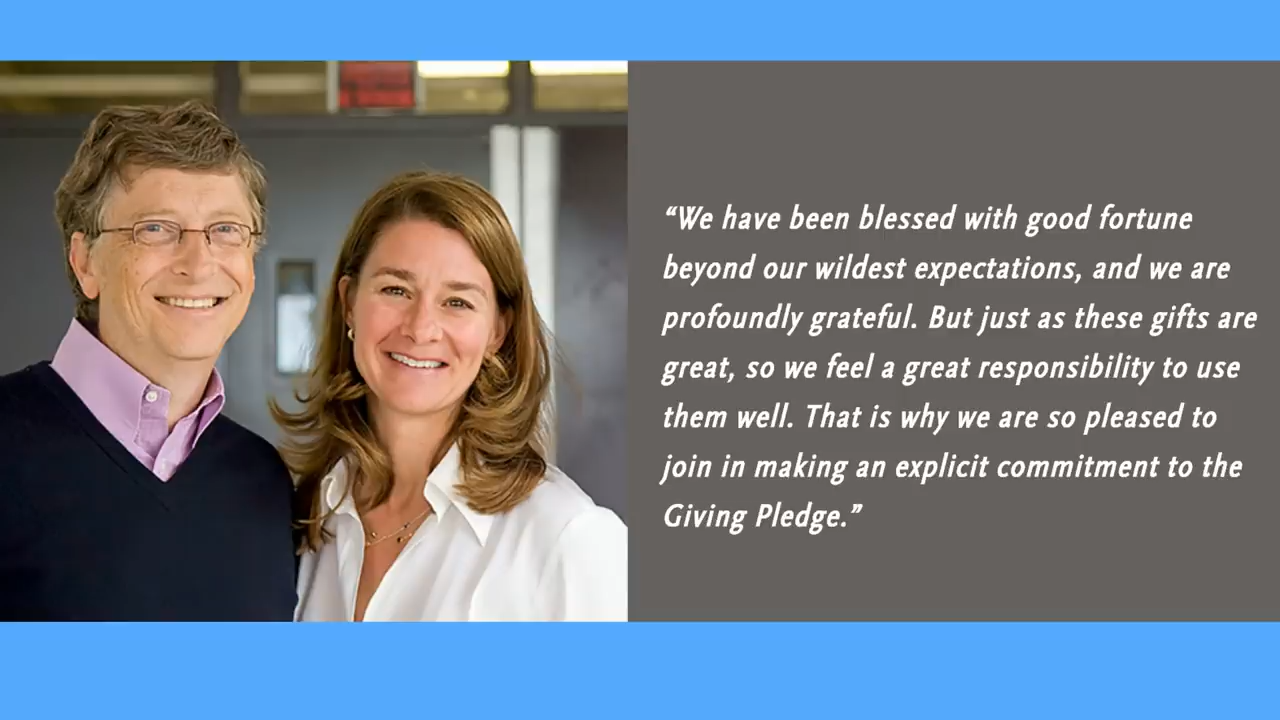 “We have been blessed with good fortune
beyond our wildest expectations, and we are
profoundly grateful. But just as these gifts are
great, so we feel a great responsibility to use
them well. That is why we are so pleased to
join in making an explicit commitment to the
Giving Pledge.”